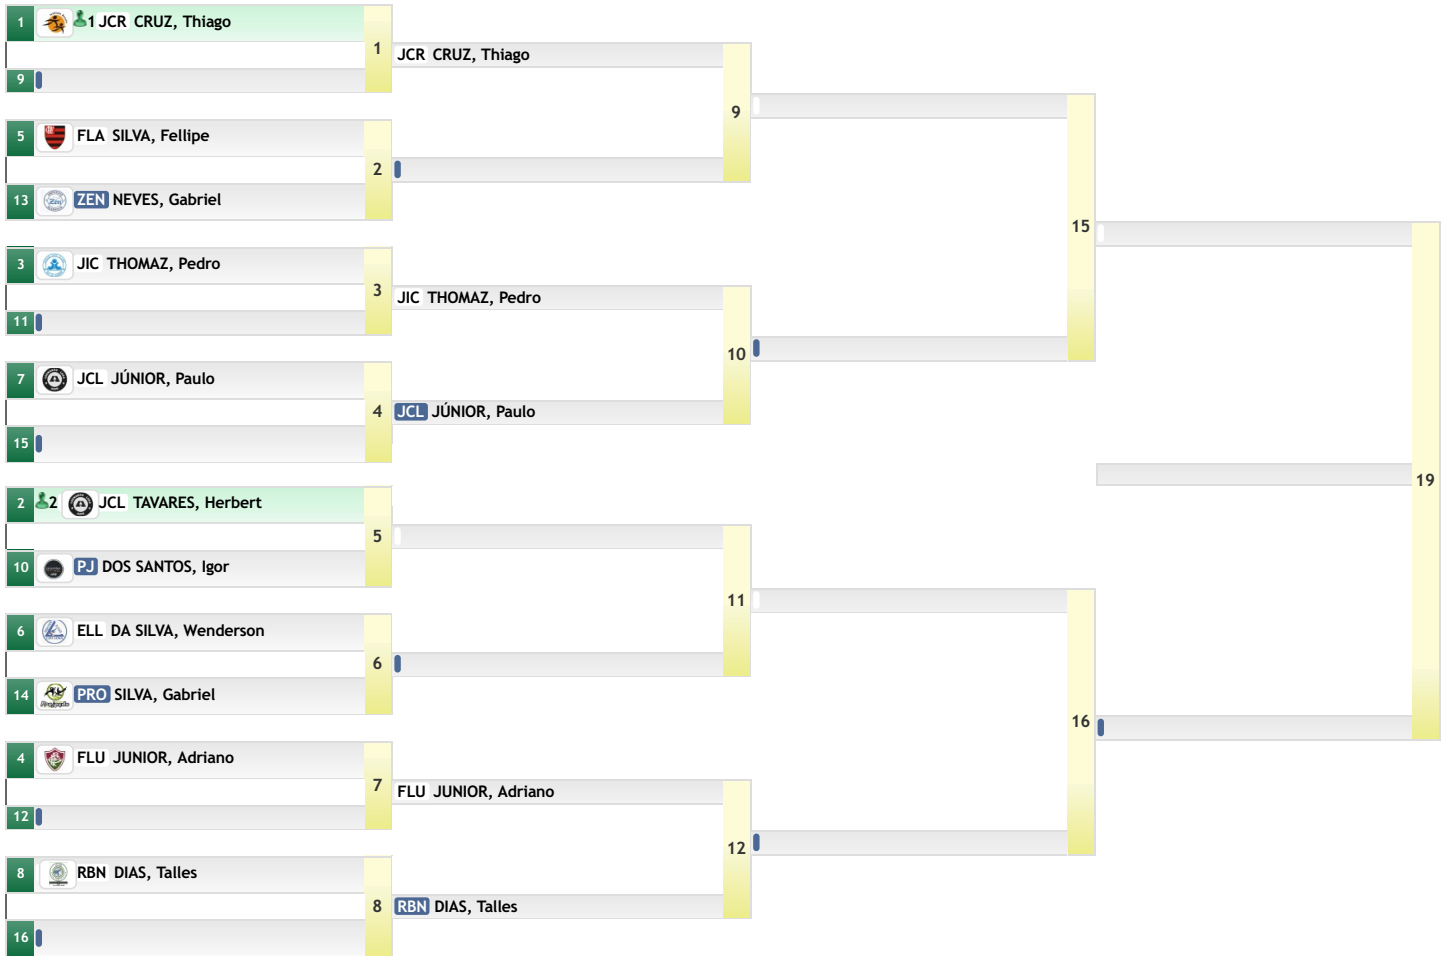 1 1 JCR CRUZ, Thiago
1
JCR CRUZ, Thiago
9
9
5 FLA SILVA, Fellipe
2
13 ZEN NEVES, Gabriel
15
3 JIC THOMAZ, Pedro
3
JIC THOMAZ, Pedro
11
10
7 JCL JÚNIOR, Paulo
4
JCL JÚNIOR, Paulo
15
19
2 2 JCL TAVARES, Herbert
5
10 PJ DOS SANTOS, Igor
11
6 ELL DA SILVA, Wenderson
6
14 PRO SILVA, Gabriel
16
4 FLU JUNIOR, Adriano
7
FLU JUNIOR, Adriano
12
12
8 RBN DIAS, Talles
8
RBN DIAS, Talles
16